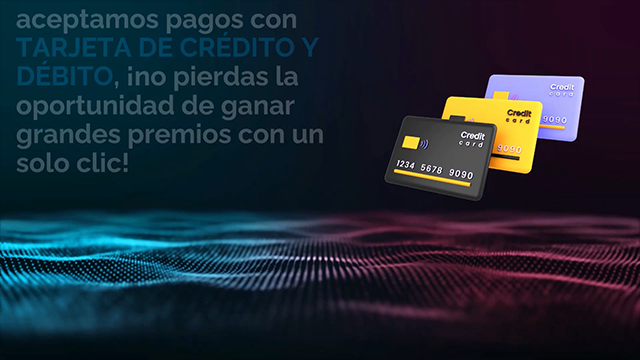 aceptamos pagos con
TARJETA DE CRÉDITO Y
DÉBITO, ¡no pierdas la
oportunidad de ganar
grandes premios con un
solo clic!
Credit
card
Credit
card
9090
Credit
card
1234 5678 9090